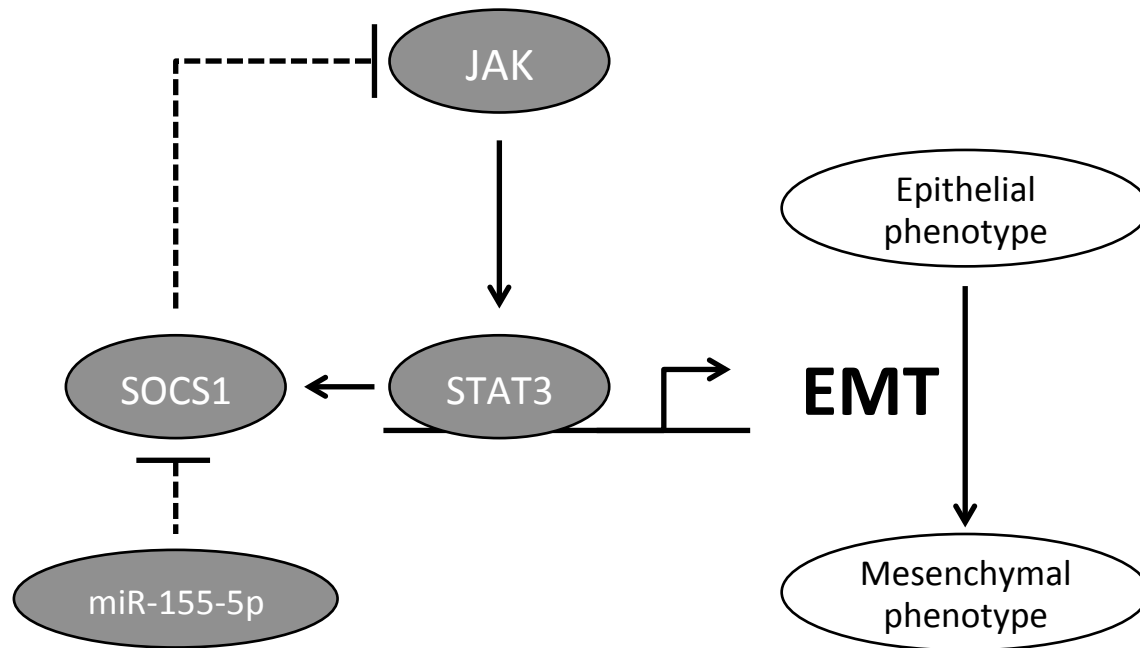 JAK
Epithelial
phenotype
SOCS1
STAT3
EMT
miR-155-5p
Mesenchymal
phenotype